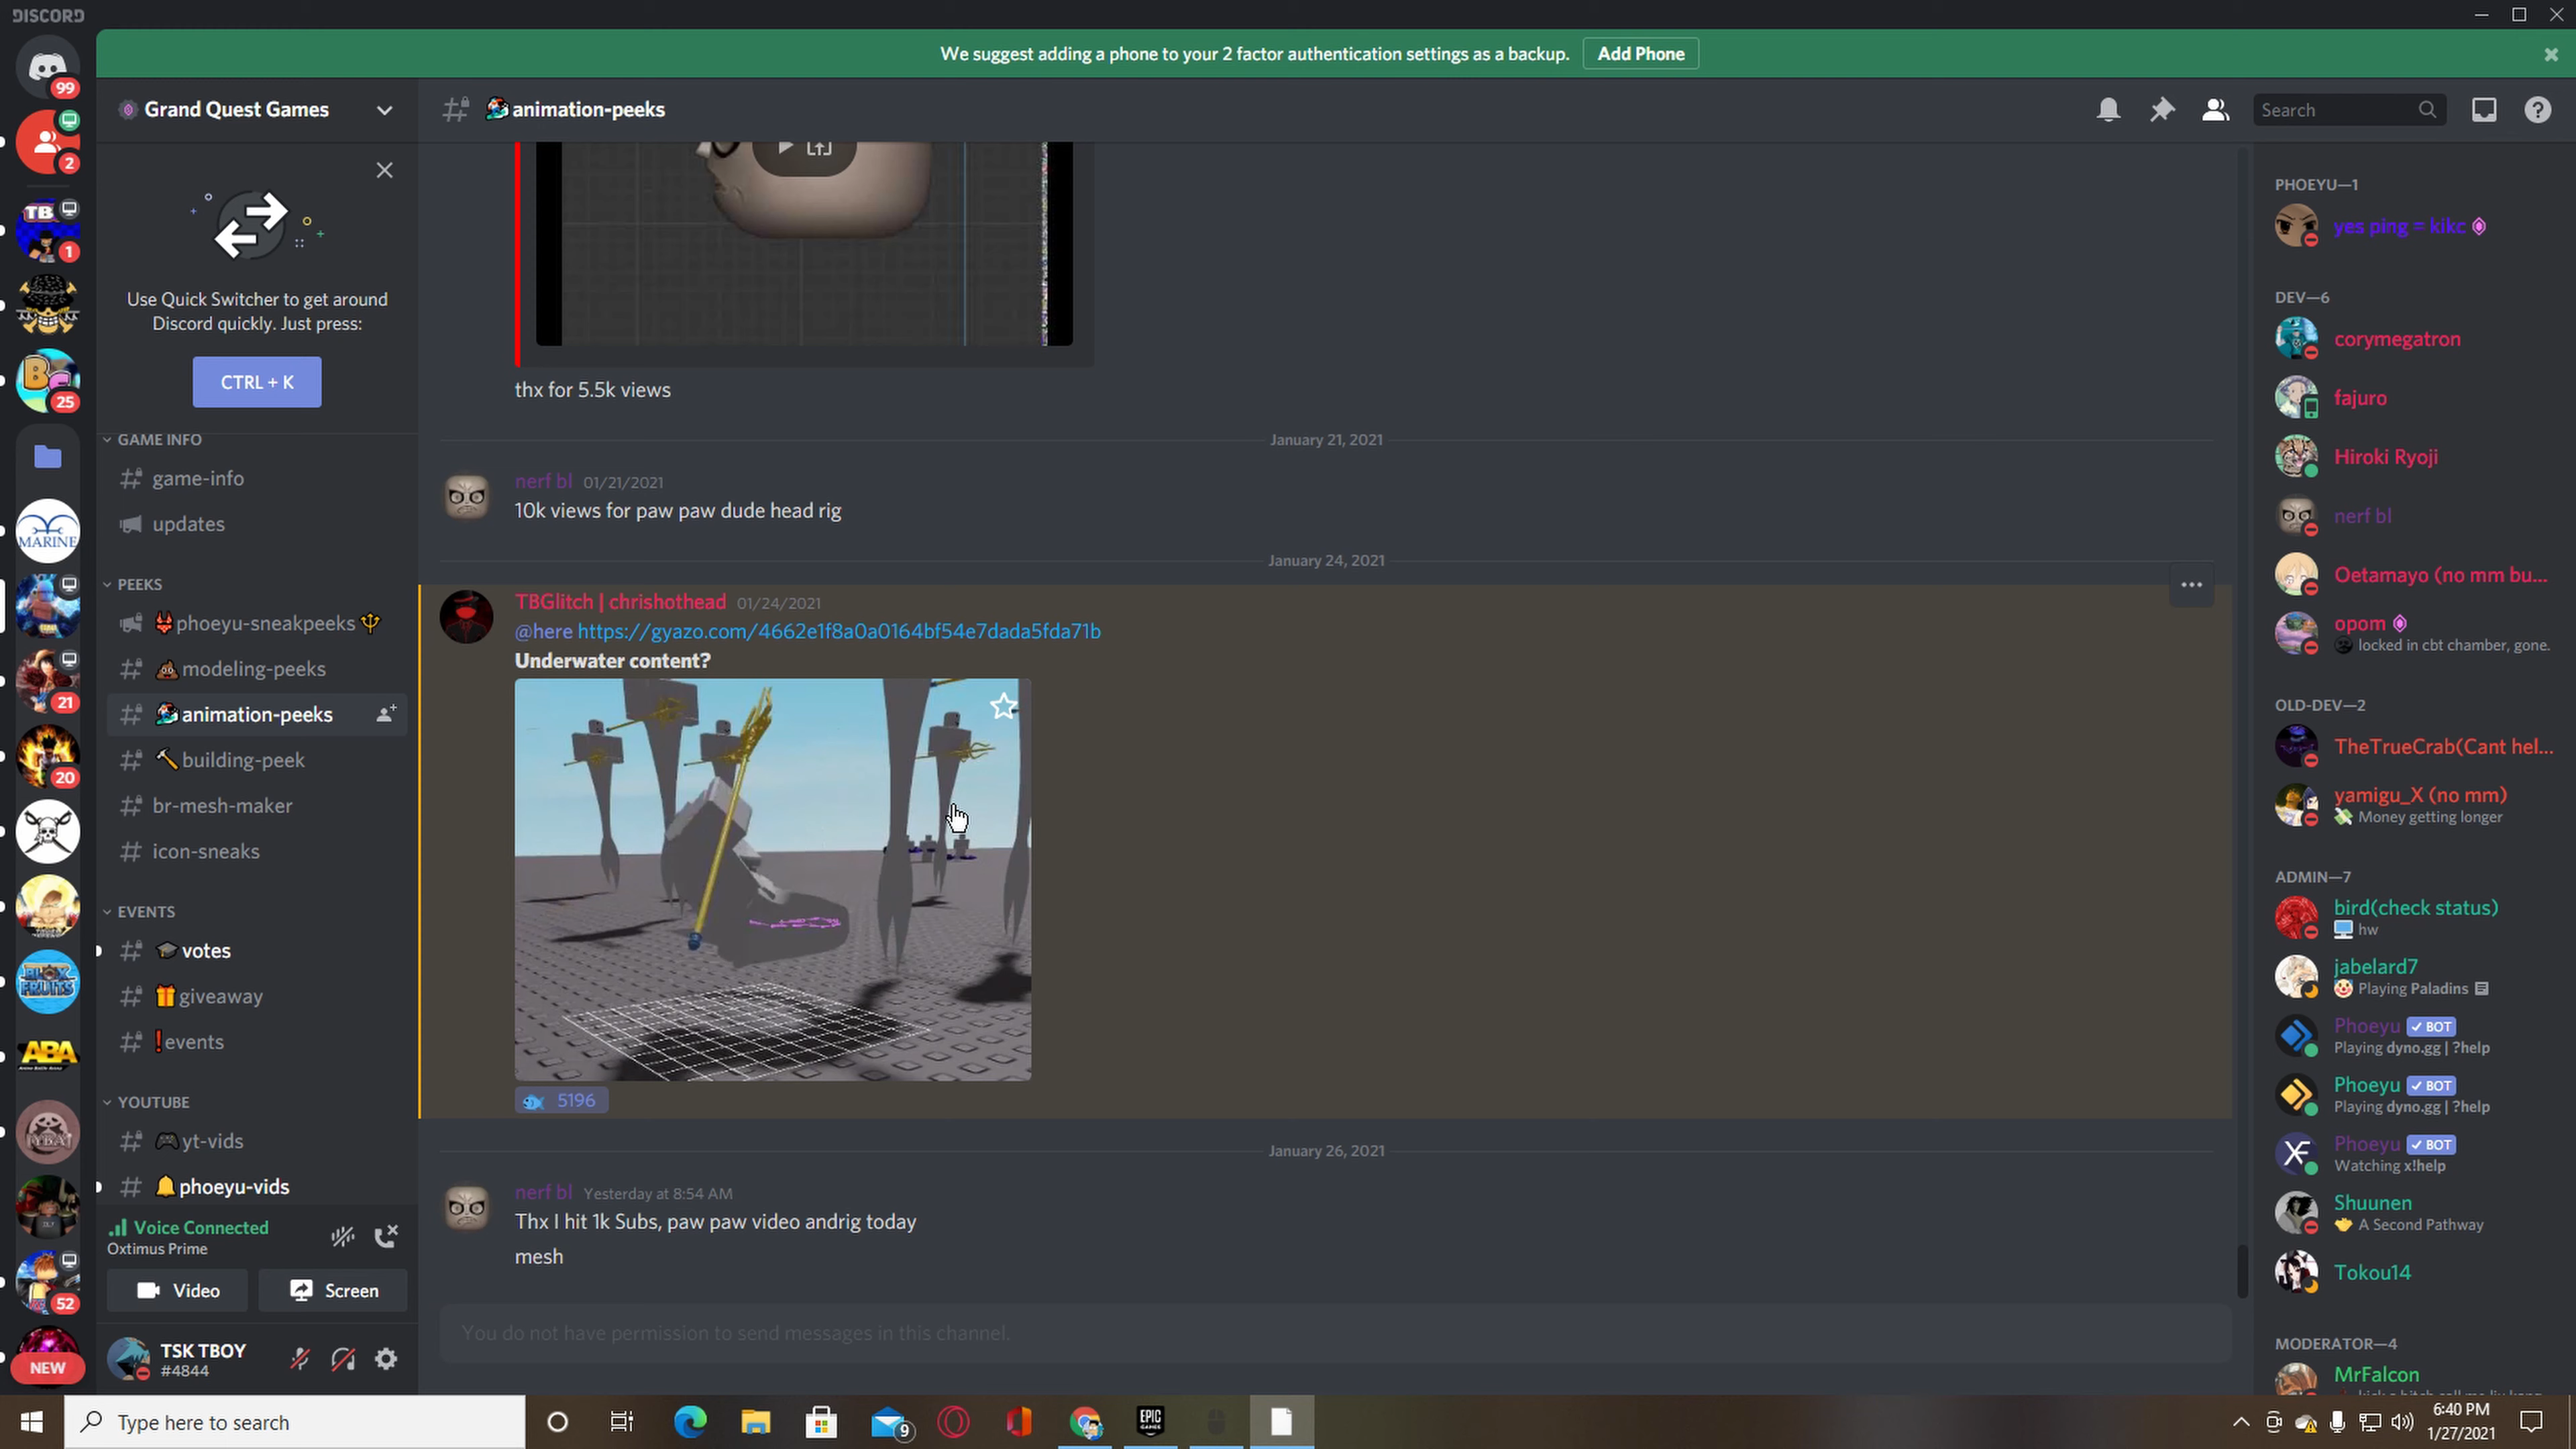 DISCORD
We suggest adding a phone to your 2 factor authentication settings as a backup. Add Phone
99
2
TB
1
25
MARINE
21
20
BLOX FRUITS
ABA
YBA
52
NEW
Grand Quest Games
Use Quick Switcher to get around
Discord quickly. Just press:
CTRL + K
GAME INFO
game-info
updates
PEEKS
phoeyu-sneakpeeks
modeling-peeks
animation-peeks
building-peek
br-mesh-maker
icon-sneaks
EVENTS
votes
giveaway
events
YOUTUBE
yt-vids
phoeyu-vids
Voice Connected
Oxtimus Prime
Video Screen
TSK TBOY
#4844
animation-peeks
Search
thx for 5.5k views
January 21, 2021
nerf bl 01/21/2021
10k views for paw paw dude head rig
January 24, 2021
TBGlitch | chrishothead 01/24/2021
@here https://gyazo.com/4662e1f8a0a0164bf54e7dada5fda71b
Underwater content?
5196
January 26, 2021
nerf bl Yesterday at 8:54 AM
Thx I hit 1k Subs, paw paw video andrig today
mesh
You do not have permission to send messages in this channel.
PHOEYU—1
yes ping = kikc
DEV—6
corymegatron
fajuro
Hiroki Ryoji
nerf bl
Oetamayo (no mm bu...
opom
locked in cbt chamber, gone.
OLD-DEV—2
TheTrueCrab(Cant hel...
yamigu_X (no mm)
Money getting longer
ADMIN—7
bird(check status)
hw
jabelard7
Playing Paladins
Phoeyu BOT
Playing dyno.gg | ?help
Phoeyu BOT
Playing dyno.gg | ?help
Phoeyu BOT
Watching x!help
Shuunen
A Second Pathway
Tokou14
MODERATOR—4
MrFalcon
Type here to search
9
EPIC GAMES
6:40 PM
1/27/2021